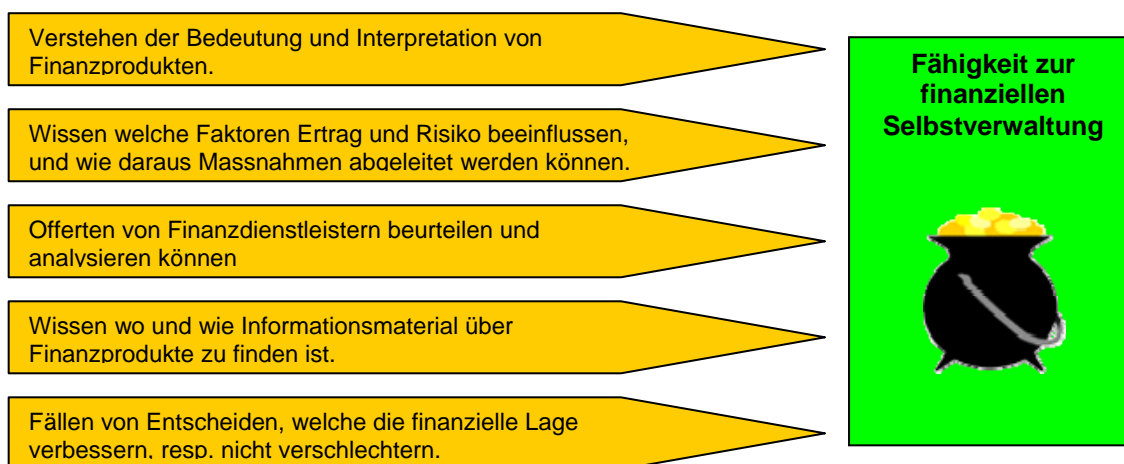 Verstehen der Bedeutung und Interpretation von
Finanzprodukten.
Wissen welche Faktoren Ertrag und Risiko beeinflussen,
und wie daraus Massnahmen abgeleitet werden können.
Offerten von Finanzdienstleistern beurteilen und
analysieren können
Wissen wo und wie Informationsmaterial über
Finanzprodukte zu finden ist.
Fällen von Entscheiden, welche die finanzielle Lage
verbessern, resp. nicht verschlechtern.
Fähigkeit zur
finanziellen
Selbstverwaltung